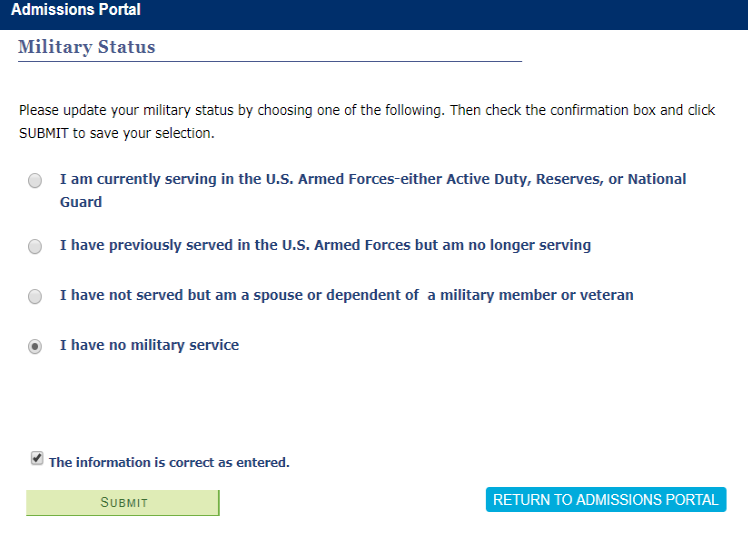 Admissions Portal
Military Status
Please update your military status by choosing one of the following. Then check the confirmation box and click
SUBMIT to save your selection.
I am currently serving in the U.S. Armed Forces-either Active Duty, Reserves, or National
Guard
I have previously served in the U.S. Armed Forces but am no longer serving
I have not served but am a spouse or dependent of  a military member or veteran
I have no military service
The information is correct as entered.
SUBMIT
RETURN TO ADMISSIONS PORTAL